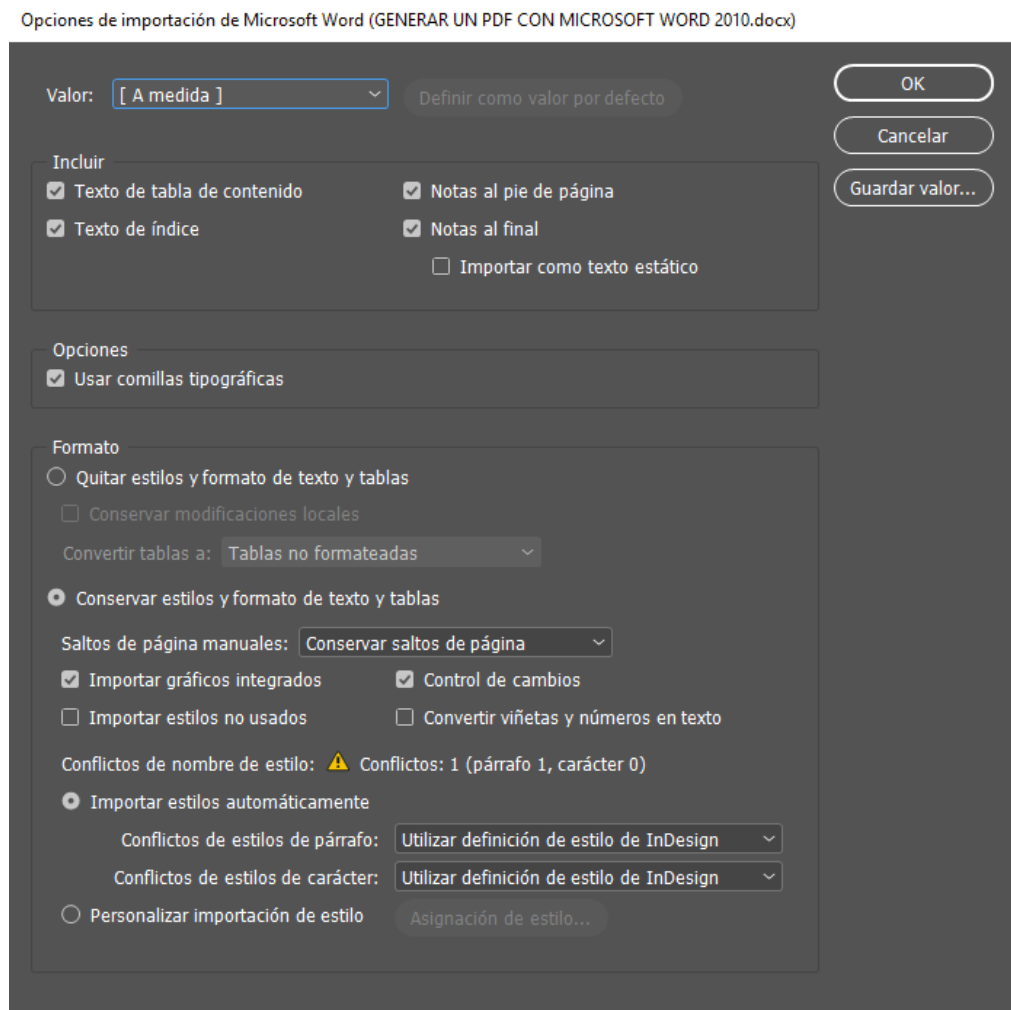 Opciones de importación de Microsoft Word (GENERAR UN PDF CON MICROSOFT WORD 2010.docx)
Valor: [ A medida ] Definir como valor por defecto
OK
Cancelar
Guardar valor...
Incluir
Texto de tabla de contenido Notas al pie de página
Texto de índice Notas al final
Importar como texto estático
Opciones
Usar comillas tipográficas
Formato
Quitar estilos y formato de texto y tablas
Conservar modificaciones locales
Convertir tablas a: Tablas no formateadas
Conservar estilos y formato de texto y tablas
Saltos de página manuales: Conservar saltos de página
Importar gráficos integrados Control de cambios
Importar estilos no usados Convertir viñetas y números en texto
Conflictos de nombre de estilo: Conflictos: 1 (párrafo 1, carácter 0)
Importar estilos automáticamente
Conflictos de estilos de párrafo: Utilizar definición de estilo de InDesign
Conflictos de estilos de carácter: Utilizar definición de estilo de InDesign
Personalizar importación de estilo Asignación de estilo...